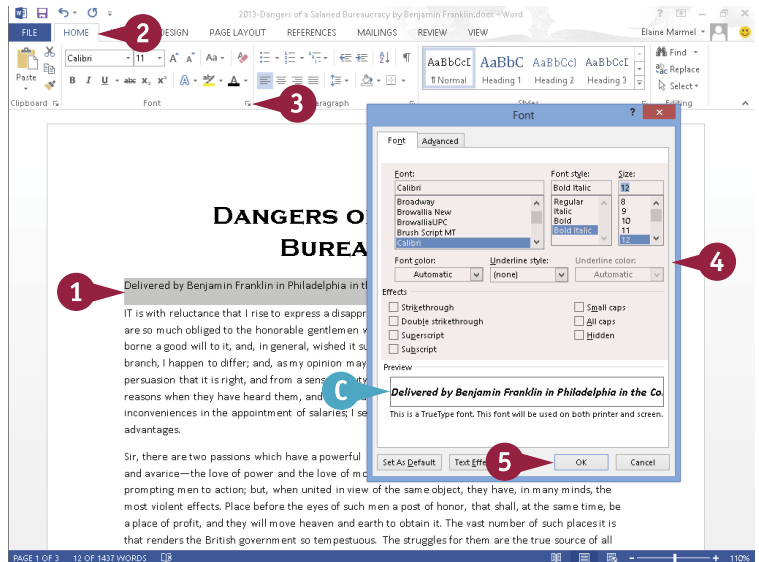 2013-Dangers of a Salaried Bureaucracy by Benjamin Franklin.docx - Word
FILE HOME DESIGN PAGE LAYOUT REFERENCES MAILINGS REVIEW VIEW Elaine Marmel
2
Paste
Calibri 11 Aa
B I U abc X₂ X² A A
AaBbCcI AaBbC AaBbCcI AaBbCcI
¶ Normal Heading 1 Heading 2 Heading 3
Find
Replace
Select
Clipboard Font 3 Paragraph Styles Editing
Font
Font Advanced
Font: Font style: Size:
Calibri Bold Italic 12
Broadway Regular 8
Browallia New Italic 9
BrowalliaUPC Bold 10
Brush Script MT Bold Italic 11
Calibri 12
Font color: Underline style: Underline color:
Automatic (none) Automatic
4
Effects
Strikethrough Small caps
Double strikethrough All caps
Superscript Hidden
Subscript
Preview
C
Delivered by Benjamin Franklin in Philadelphia in the Co
This is a TrueType font. This font will be used on both printer and screen.
Set As Default Text Effe 5 OK Cancel
DANGERS O
BUREA
1
Delivered by Benjamin Franklin in Philadelphia in th
IT is with reluctance that I rise to express a disappr
are so much obliged to the honorable gentlemen w
borne a good will to it, and, in general, wished it su
branch, I happen to differ; and, as my opinion may
persuasion that it is right, and from a sens uty
reasons when they have heard them, and
inconveniences in the appointment of salaries; I se
advantages.
Sir, there are two passions which have a powerful
and avarice—the love of power and the love of mo
prompting men to action; but, when united in view of the same object, they have, in many minds, the
most violent effects. Place before the eyes of such men a post of honor, that shall, at the same time, be
a place of profit, and they will move heaven and earth to obtain it. The vast number of such places it is
that renders the British government so tempestuous. The struggles for them are the true source of all
PAGE 1 OF 3 12 OF 1437 WORDS 110%